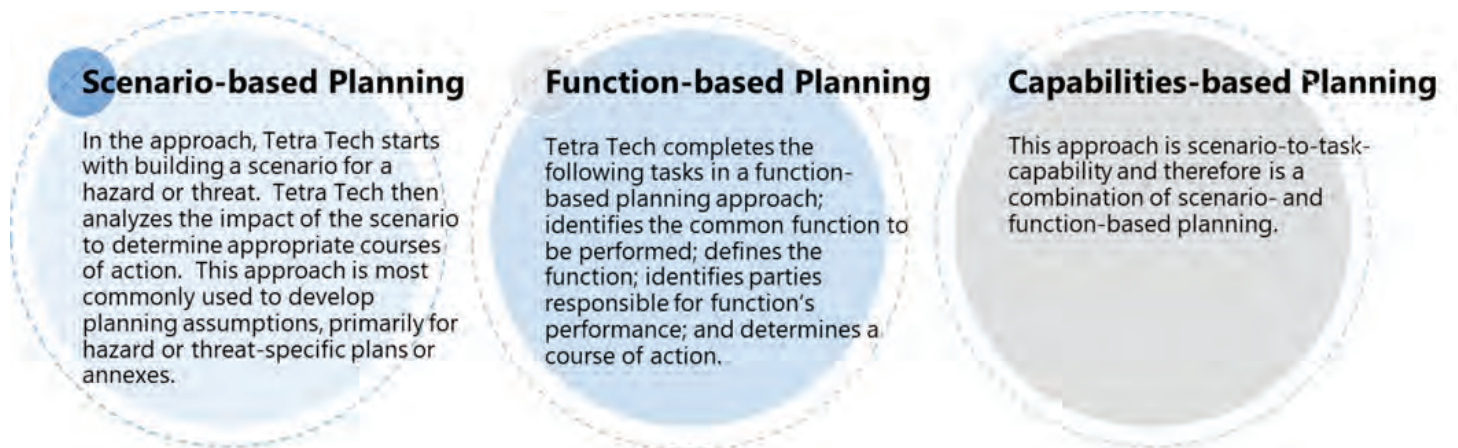 Scenario-based Planning
In the approach, Tetra Tech starts
with building a scenario for a
hazard or threat.  Tetra Tech then
analyzes the impact of the scenario
to determine appropriate courses
of action.  This approach is most
commonly used to develop
planning assumptions, primarily for
hazard or threat-specific plans or
annexes.
Function-based Planning
Tetra Tech completes the
following tasks in a function-
based planning approach;
identifies the common function to
be performed; defines the
function; identifies parties
responsible for function's
performance; and determines a
course of action.
Capabilities-based Planning
This approach is scenario-to-task-
capability and therefore is a
combination of scenario- and
function-based planning.